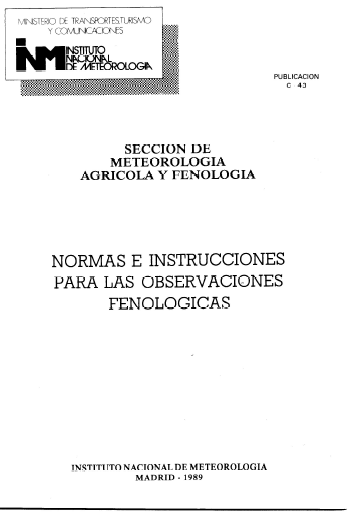 MINISTERIO DE TRANSPORTES, TURISMO
Y COMUNICACIONES
INM INSTITUTO
NACIONAL
DE METEOROLOGIA
PUBLICACION
C - 43
SECCION DE
METEOROLOGIA
AGRICOLA Y FENOLOGIA
NORMAS E INSTRUCCIONES
PARA LAS OBSERVACIONES
FENOLOGICAS
INSTITUTO NACIONAL DE METEOROLOGIA
MADRID - 1989